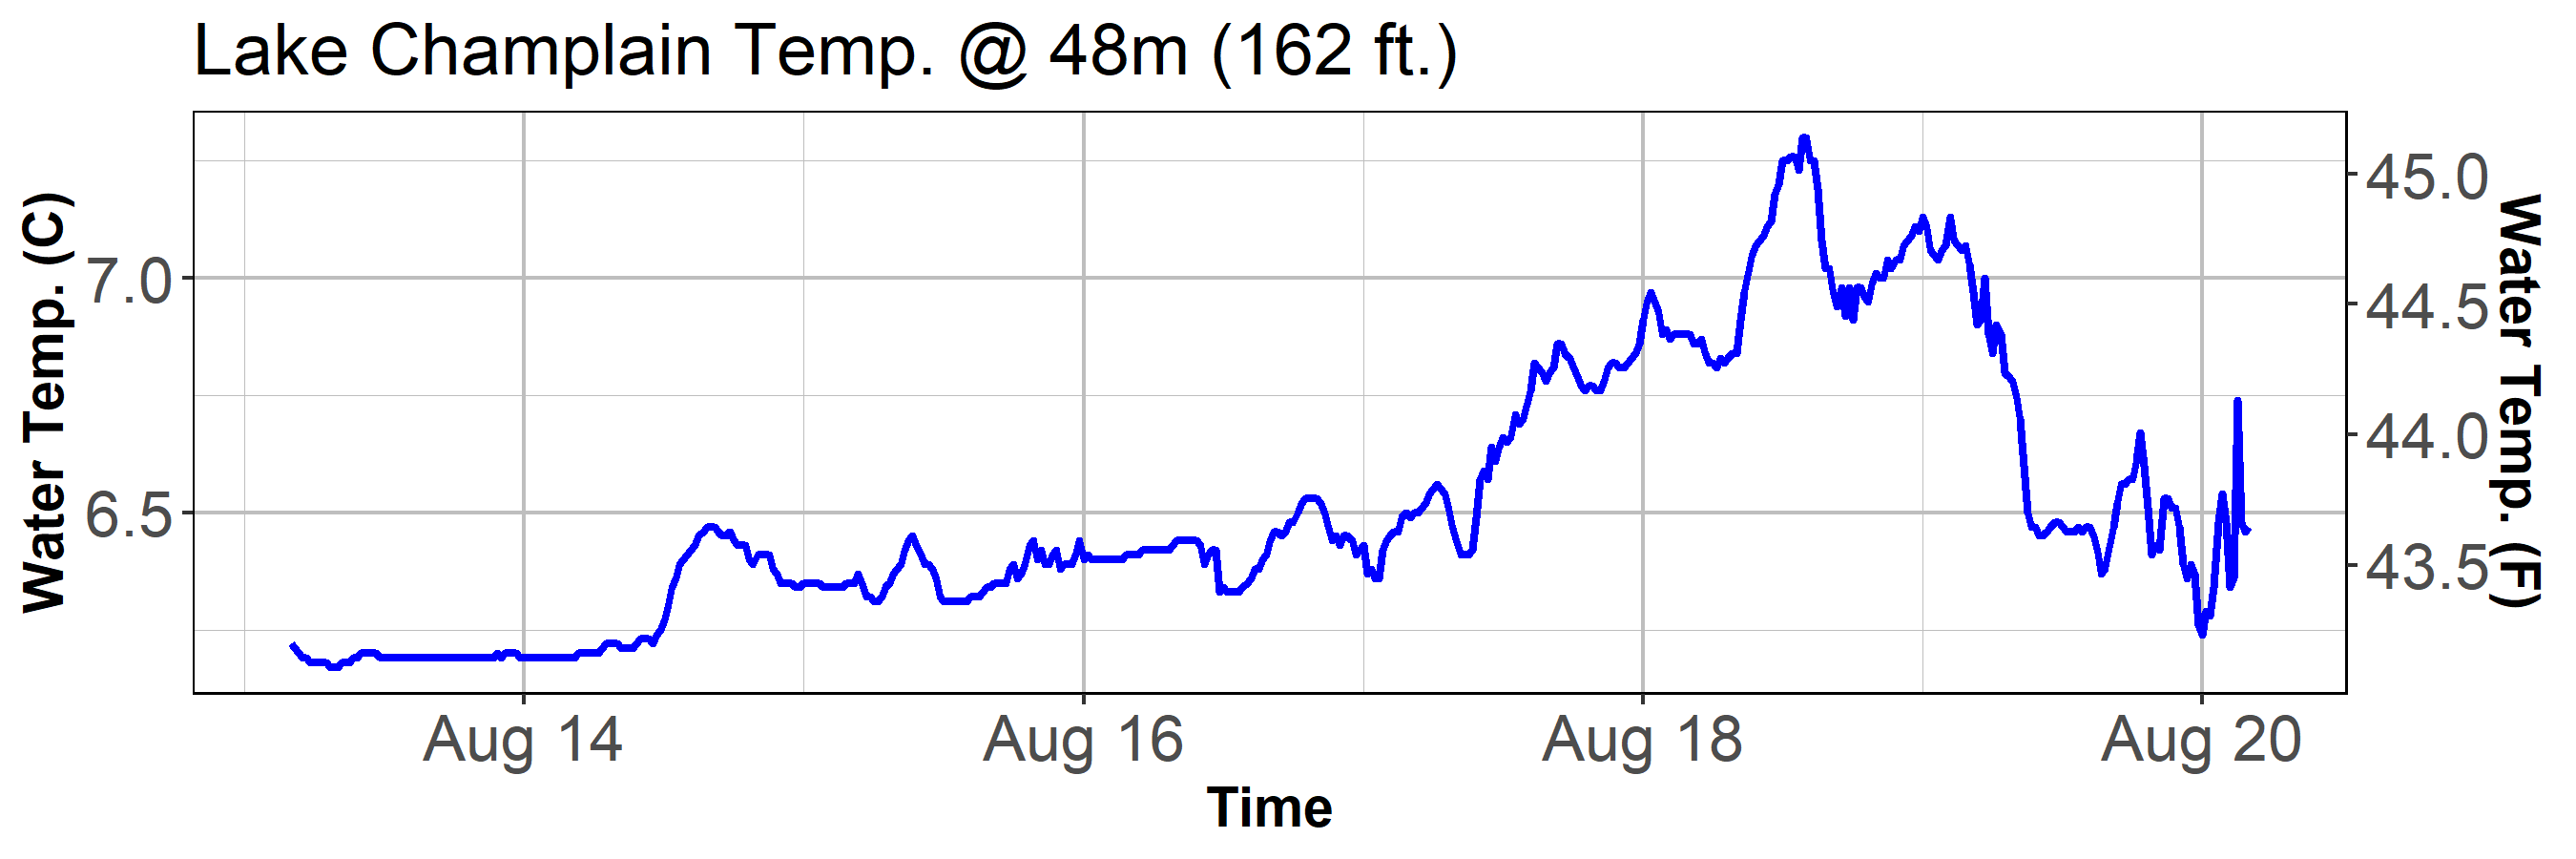 Lake Champlain Temp. @ 48m (162 ft.)
Water Temp. (C)
7.0
6.5
45.0
44.5
44.0
43.5
Water Temp. (F)
Aug 14
Aug 16
Aug 18
Aug 20
Time